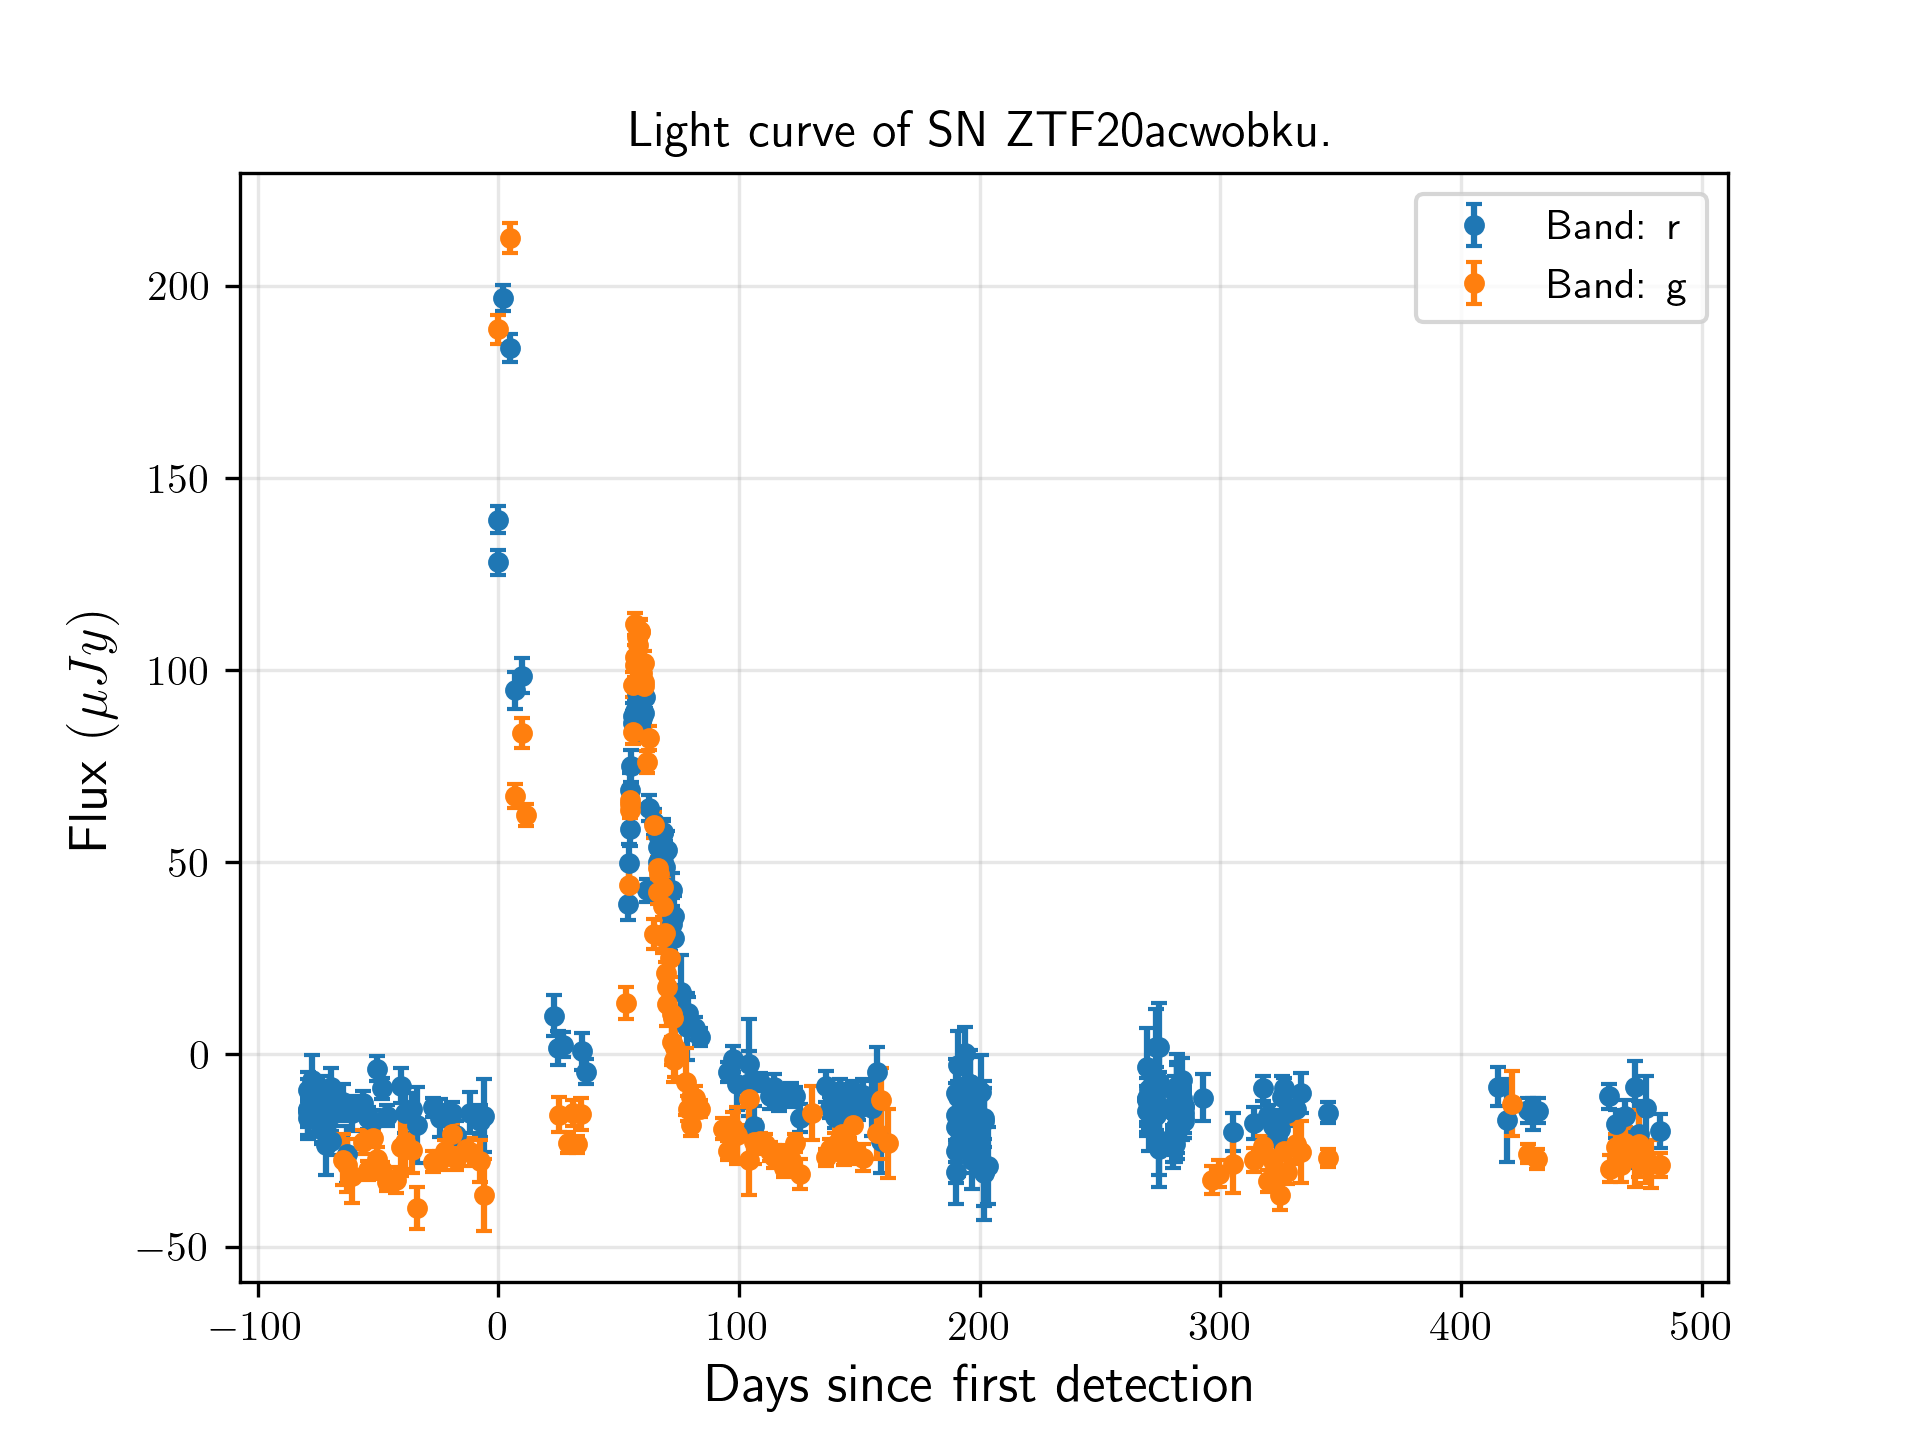 Light curve of SN ZTF20acwobku.
Band: r
Band: g
Flux (μJy)
200
150
100
50
0
−50
−100
0
100
200
300
400
500
Days since first detection